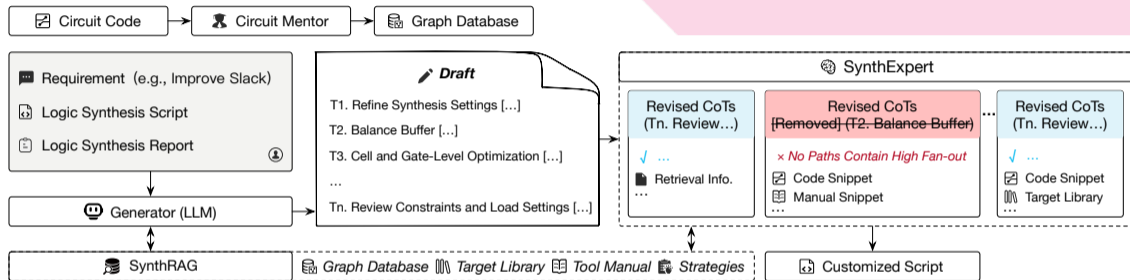 Circuit Code
Circuit Mentor
Graph Database
Requirement (e.g., Improve Slack)
Logic Synthesis Script
Logic Synthesis Report
Generator (LLM)
SynthRAG
Draft
T1. Refine Synthesis Settings [...]
T2. Balance Buffer [...]
T3. Cell and Gate-Level Optimization [...]
...
Tn. Review Constraints and Load Settings [...]
SynthExpert
Revised CoTs
(Tn. Review...)
√ ...
Retrieval Info.
...
Revised CoTs
[Removed] (T2. Balance Buffer)
× No Paths Contain High Fan-out
Code Snippet
Manual Snippet
...
...
Revised CoTs
(Tn. Review...)
√ ...
Code Snippet
Target Library
...
Graph Database Target Library Tool Manual Strategies
Customized Script